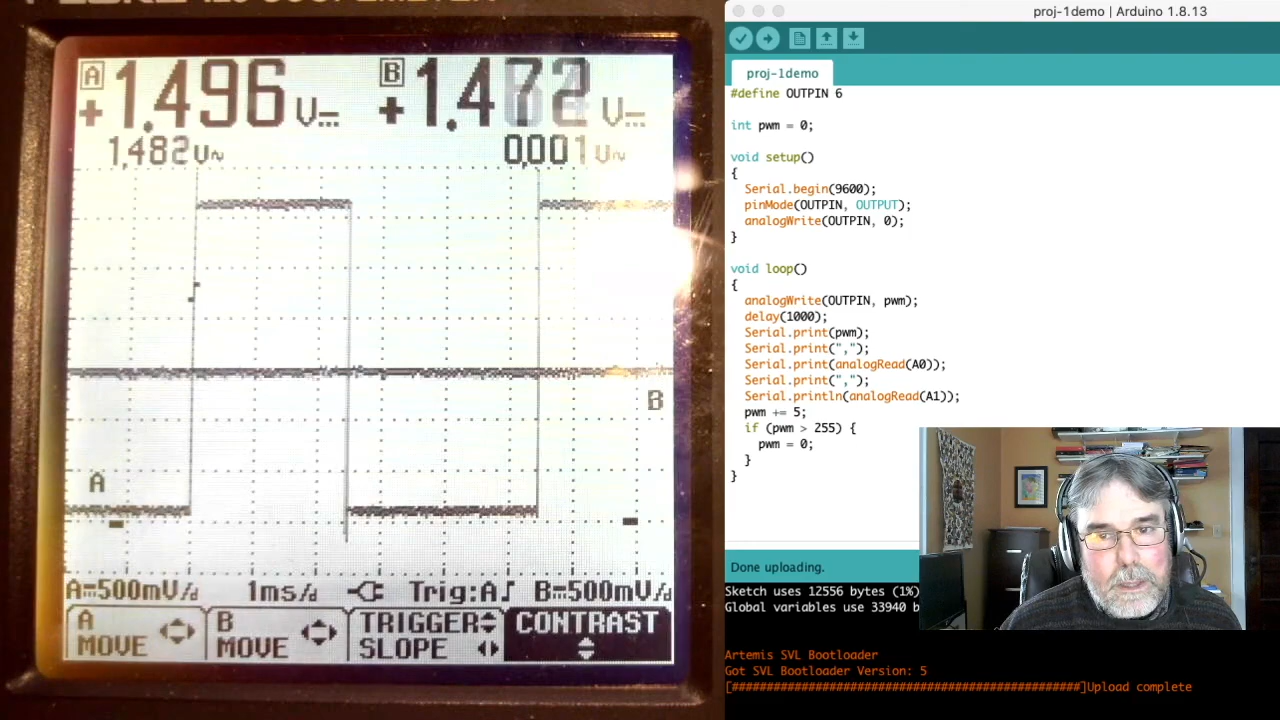 A B
+1.496 V +1.472 V
1,482 V 0,001 V
B
A
A=500mV/d 1ms/d Trig:A B=500mV/d
A MOVE B MOVE TRIGGER SLOPE CONTRAST
proj-1demo | Arduino 1.8.13
proj-1demo
#define OUTPIN 6
int pwm = 0;
void setup()
{
Serial.begin(9600);
pinMode(OUTPIN, OUTPUT);
analogWrite(OUTPIN, 0);
}
void loop()
{
analogWrite(OUTPIN, pwm);
delay(1000);
Serial.print(pwm);
Serial.print(",");
Serial.print(analogRead(A0));
Serial.print(",");
Serial.println(analogRead(A1));
pwm += 5;
if (pwm > 255) {
pwm = 0;
}
}
Done uploading.
Sketch uses 12556 bytes (1%)
Global variables use 33940 b
Artemis SVL Bootloader
Got SVL Bootloader Version: 5
[##################################################]Upload complete